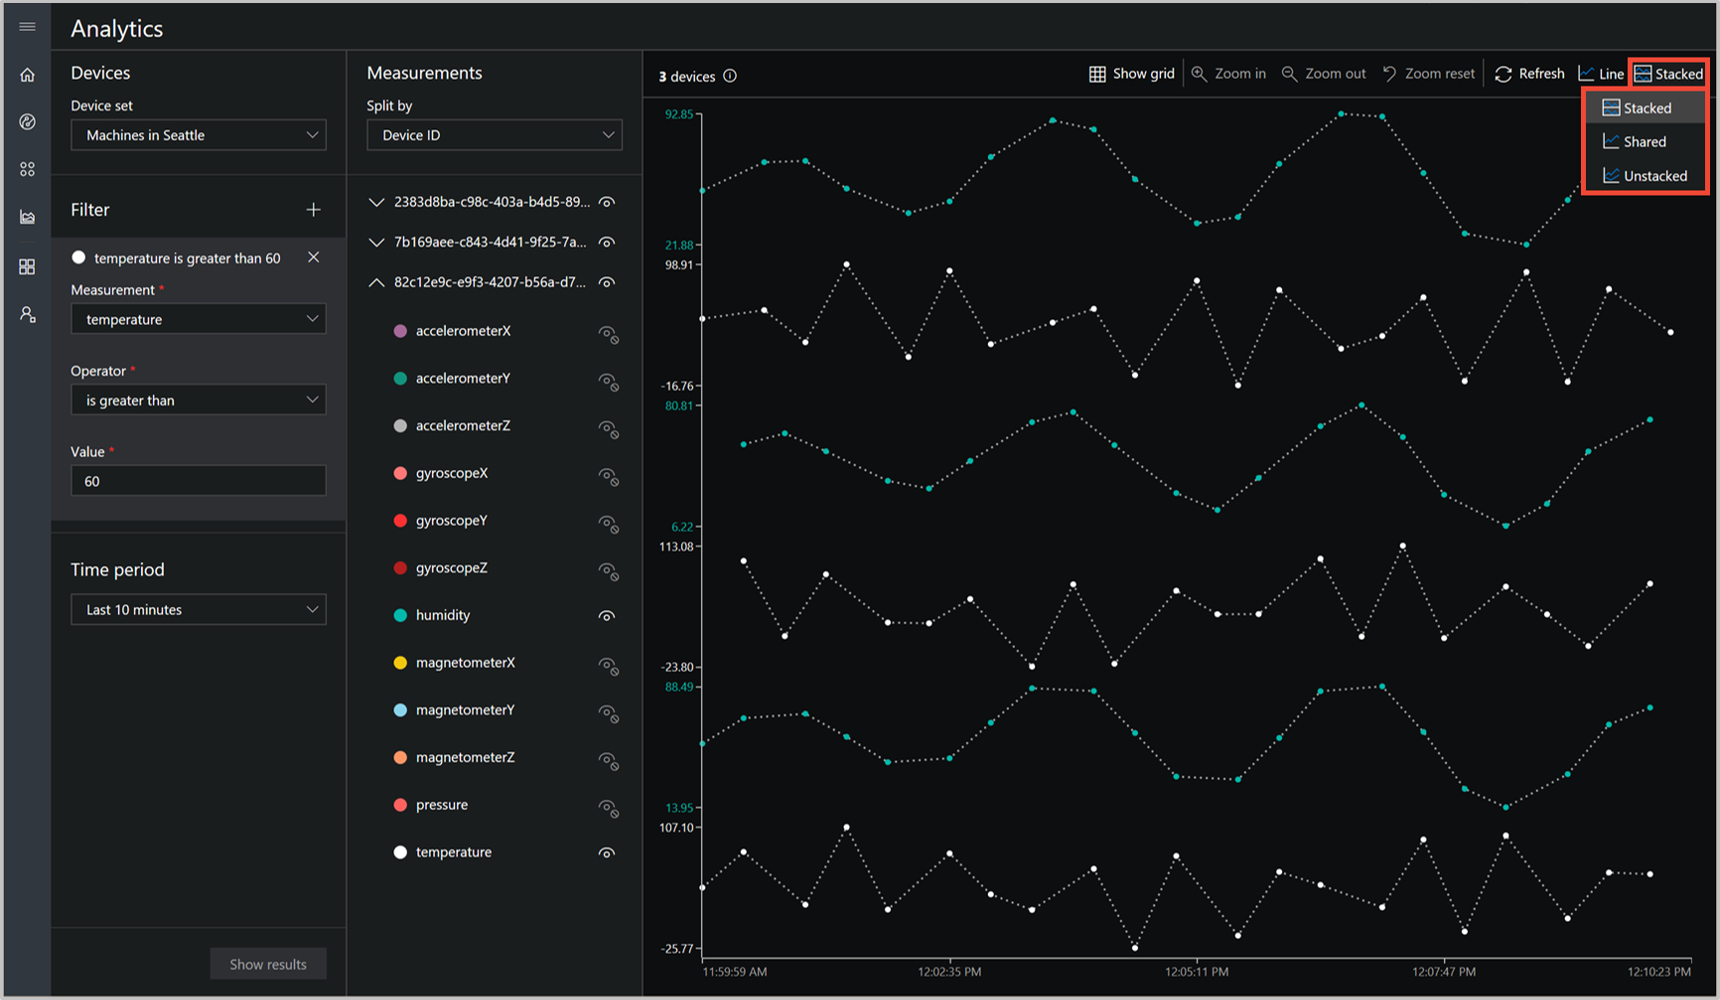 Analytics
Devices
Device set
Machines in Seattle
Filter
temperature is greater than 60
Measurement *
temperature
Operator *
is greater than
Value *
60
Time period
Last 10 minutes
Show results
Measurements
Split by
Device ID
2383d8ba-c98c-403a-b4d5-89...
7b169aee-c843-4d41-9f25-7a...
82c12e9c-e9f3-4207-b56a-d7...
accelerometerX
accelerometerY
accelerometerZ
gyroscopeX
gyroscopeY
gyroscopeZ
humidity
magnetometerX
magnetometerY
magnetometerZ
pressure
temperature
3 devices
Show grid
Zoom in
Zoom out
Zoom reset
Refresh
Line
Stacked
Stacked
Shared
Unstacked
92.85
21.88
98.91
-16.76
80.81
6.22
113.08
-23.80
88.49
13.95
107.10
-25.77
11:59:59 AM
12:02:35 PM
12:05:11 PM
12:07:47 PM
12:10:23 PM